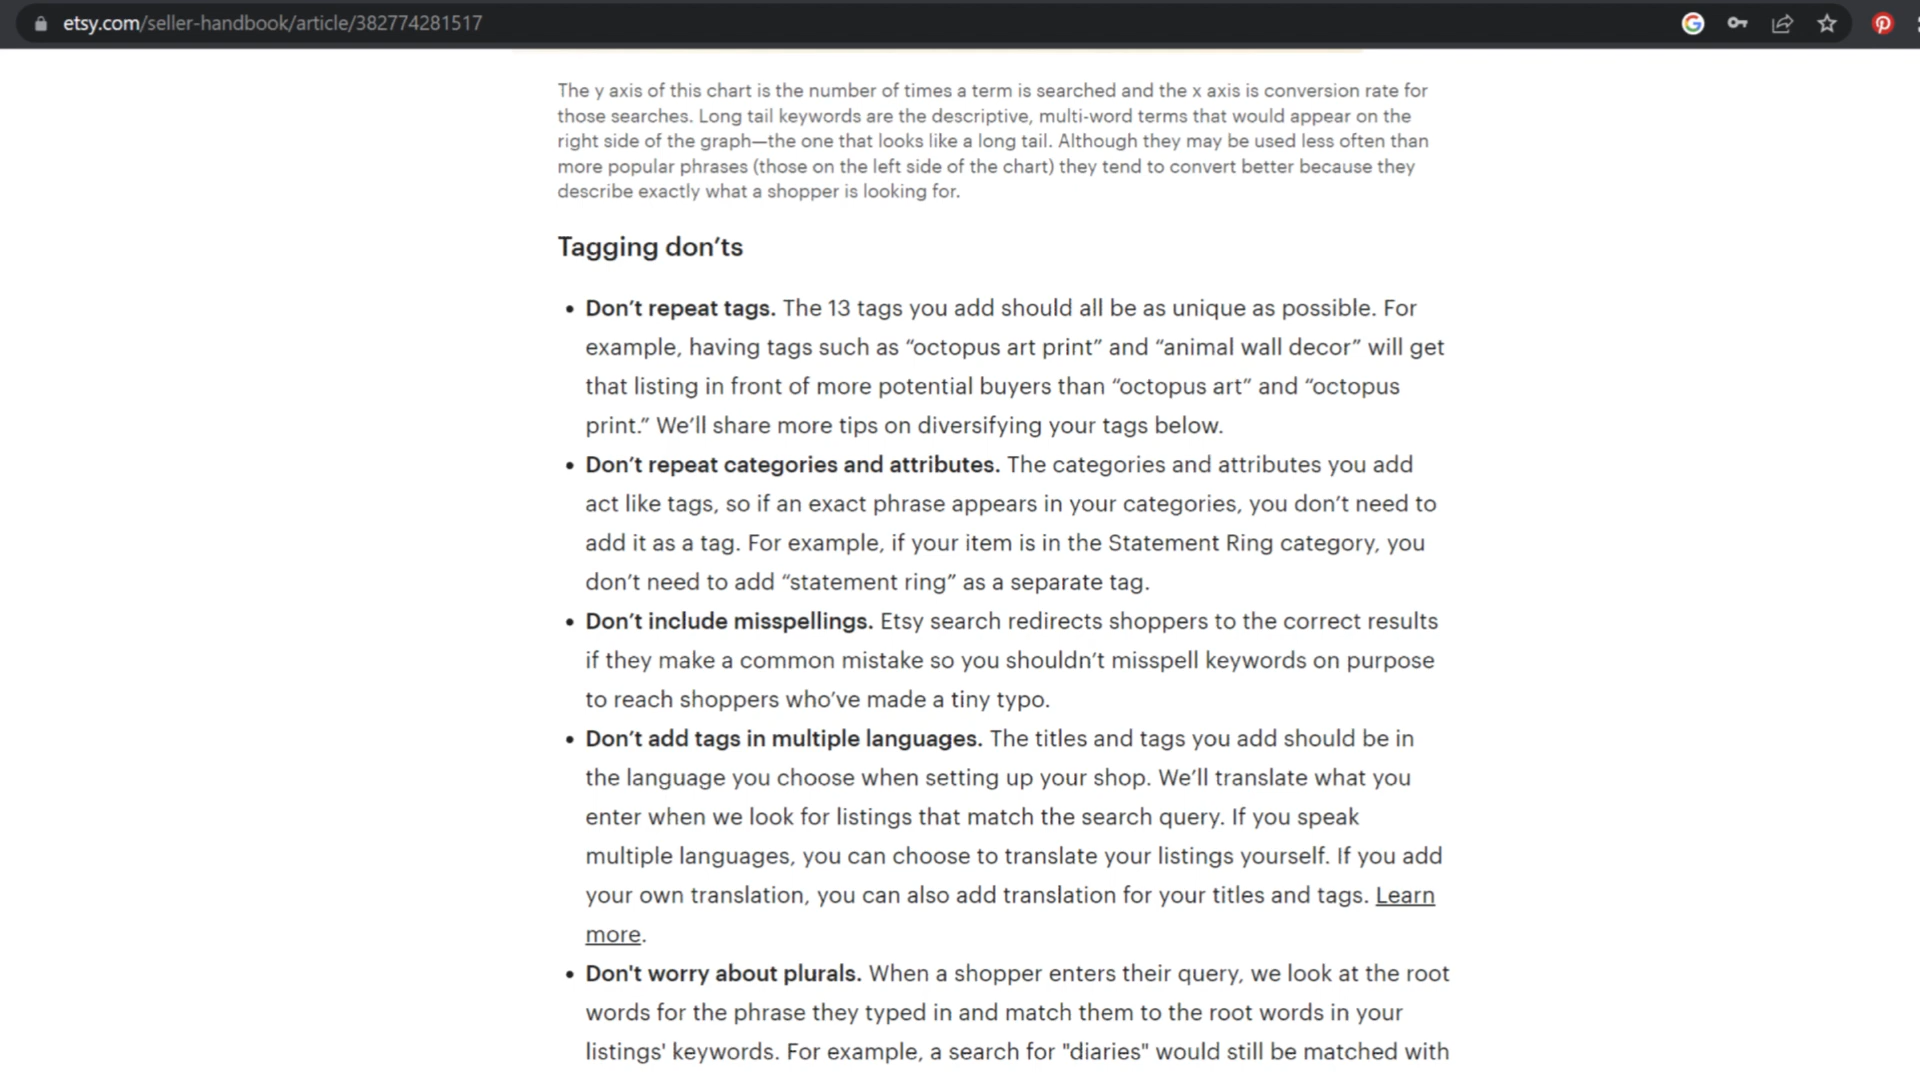 etsy.com/seller-handbook/article/382774281517
The y axis of this chart is the number of times a term is searched and the x axis is conversion rate for
those searches. Long tail keywords are the descriptive, multi-word terms that would appear on the
right side of the graph—the one that looks like a long tail. Although they may be used less often than
more popular phrases (those on the left side of the chart) they tend to convert better because they
describe exactly what a shopper is looking for.
Tagging don’ts
• Don’t repeat tags. The 13 tags you add should all be as unique as possible. For
example, having tags such as “octopus art print” and “animal wall decor” will get
that listing in front of more potential buyers than “octopus art” and “octopus
print.” We’ll share more tips on diversifying your tags below.
• Don’t repeat categories and attributes. The categories and attributes you add
act like tags, so if an exact phrase appears in your categories, you don’t need to
add it as a tag. For example, if your item is in the Statement Ring category, you
don’t need to add “statement ring” as a separate tag.
• Don’t include misspellings. Etsy search redirects shoppers to the correct results
if they make a common mistake so you shouldn’t misspell keywords on purpose
to reach shoppers who’ve made a tiny typo.
• Don’t add tags in multiple languages. The titles and tags you add should be in
the language you choose when setting up your shop. We’ll translate what you
enter when we look for listings that match the search query. If you speak
multiple languages, you can choose to translate your listings yourself. If you add
your own translation, you can also add translation for your titles and tags. Learn
more.
• Don't worry about plurals. When a shopper enters their query, we look at the root
words for the phrase they typed in and match them to the root words in your
listings' keywords. For example, a search for "diaries" would still be matched with